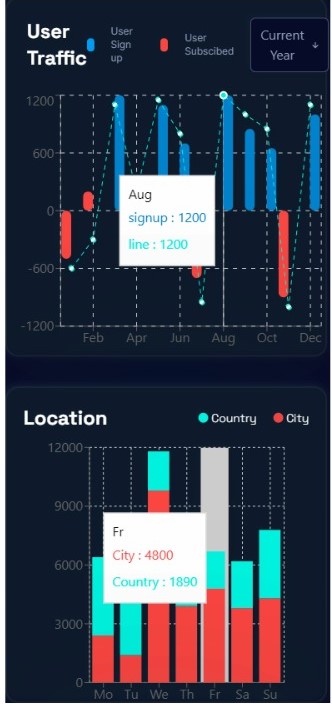 User
Traffic
User
Sign
up
User
Subscibed
Current
Year
1200
600
0
-600
-1200
Aug
signup : 1200
line : 1200
Feb Apr Jun Aug Oct Dec
Location
Country City
12000
9000
6000
3000
0
Fr
City : 4800
Country : 1890
Mo Tu We Th Fr Sa Su